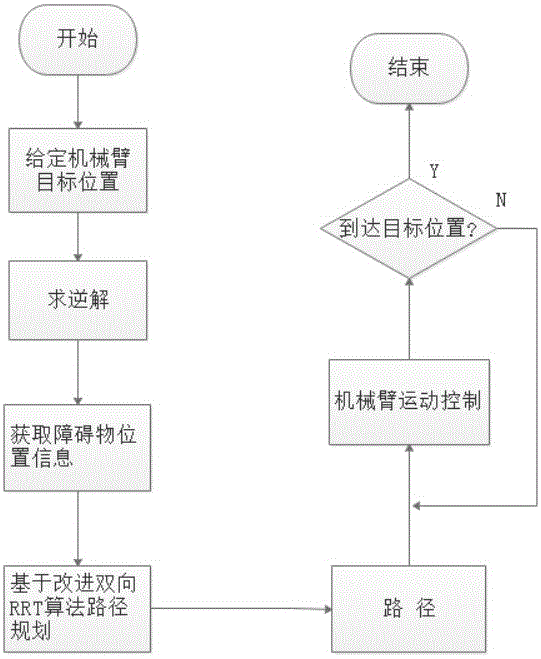 开始
给定机械臂
目标位置
求逆解
获取障碍物位
置信息
基于改进双向
RRT算法路径
规划
路 径
机械臂运动控制
到达目标位置?
Y
N
结束